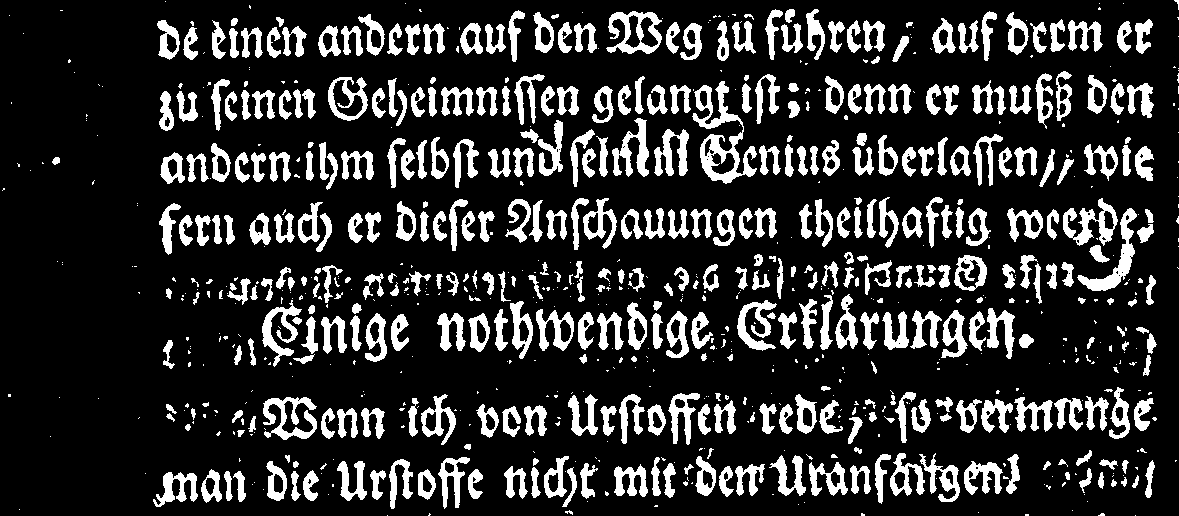 de einen andern auf den Weg zu führen, auf derm er
zu seinen Geheimnissen gelangt ist; denn er muß den
andern ihm selbst und seinem Genius überlassen, wie
fern auch er dieser Anschauungen theilhaftig werde.
Einige nothwendige Erklärungen.
Wenn ich von Urstoffen rede, so vermenge
man die Urstoffe nicht mit den Uranfängen